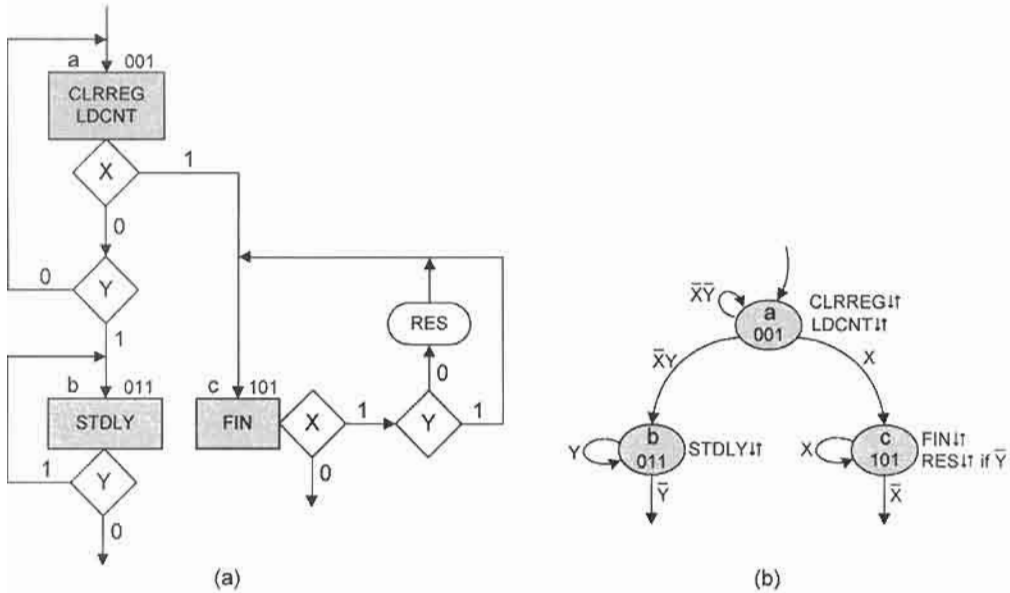 a 001
CLRREG
LDCNT
X
1
0
0
Y
1
b 011
STDLY
1
Y
0
c 101
FIN
X
1
0
Y
0
1
RES
(a)
X̅Y̅
a
001
CLRREG↓↑
LDCNT↓↑
X̅Y
X
Y
b
011
STDLY↓↑
Y̅
X
c
101
FIN↓↑
RES↓↑ if Y̅
X̅
(b)